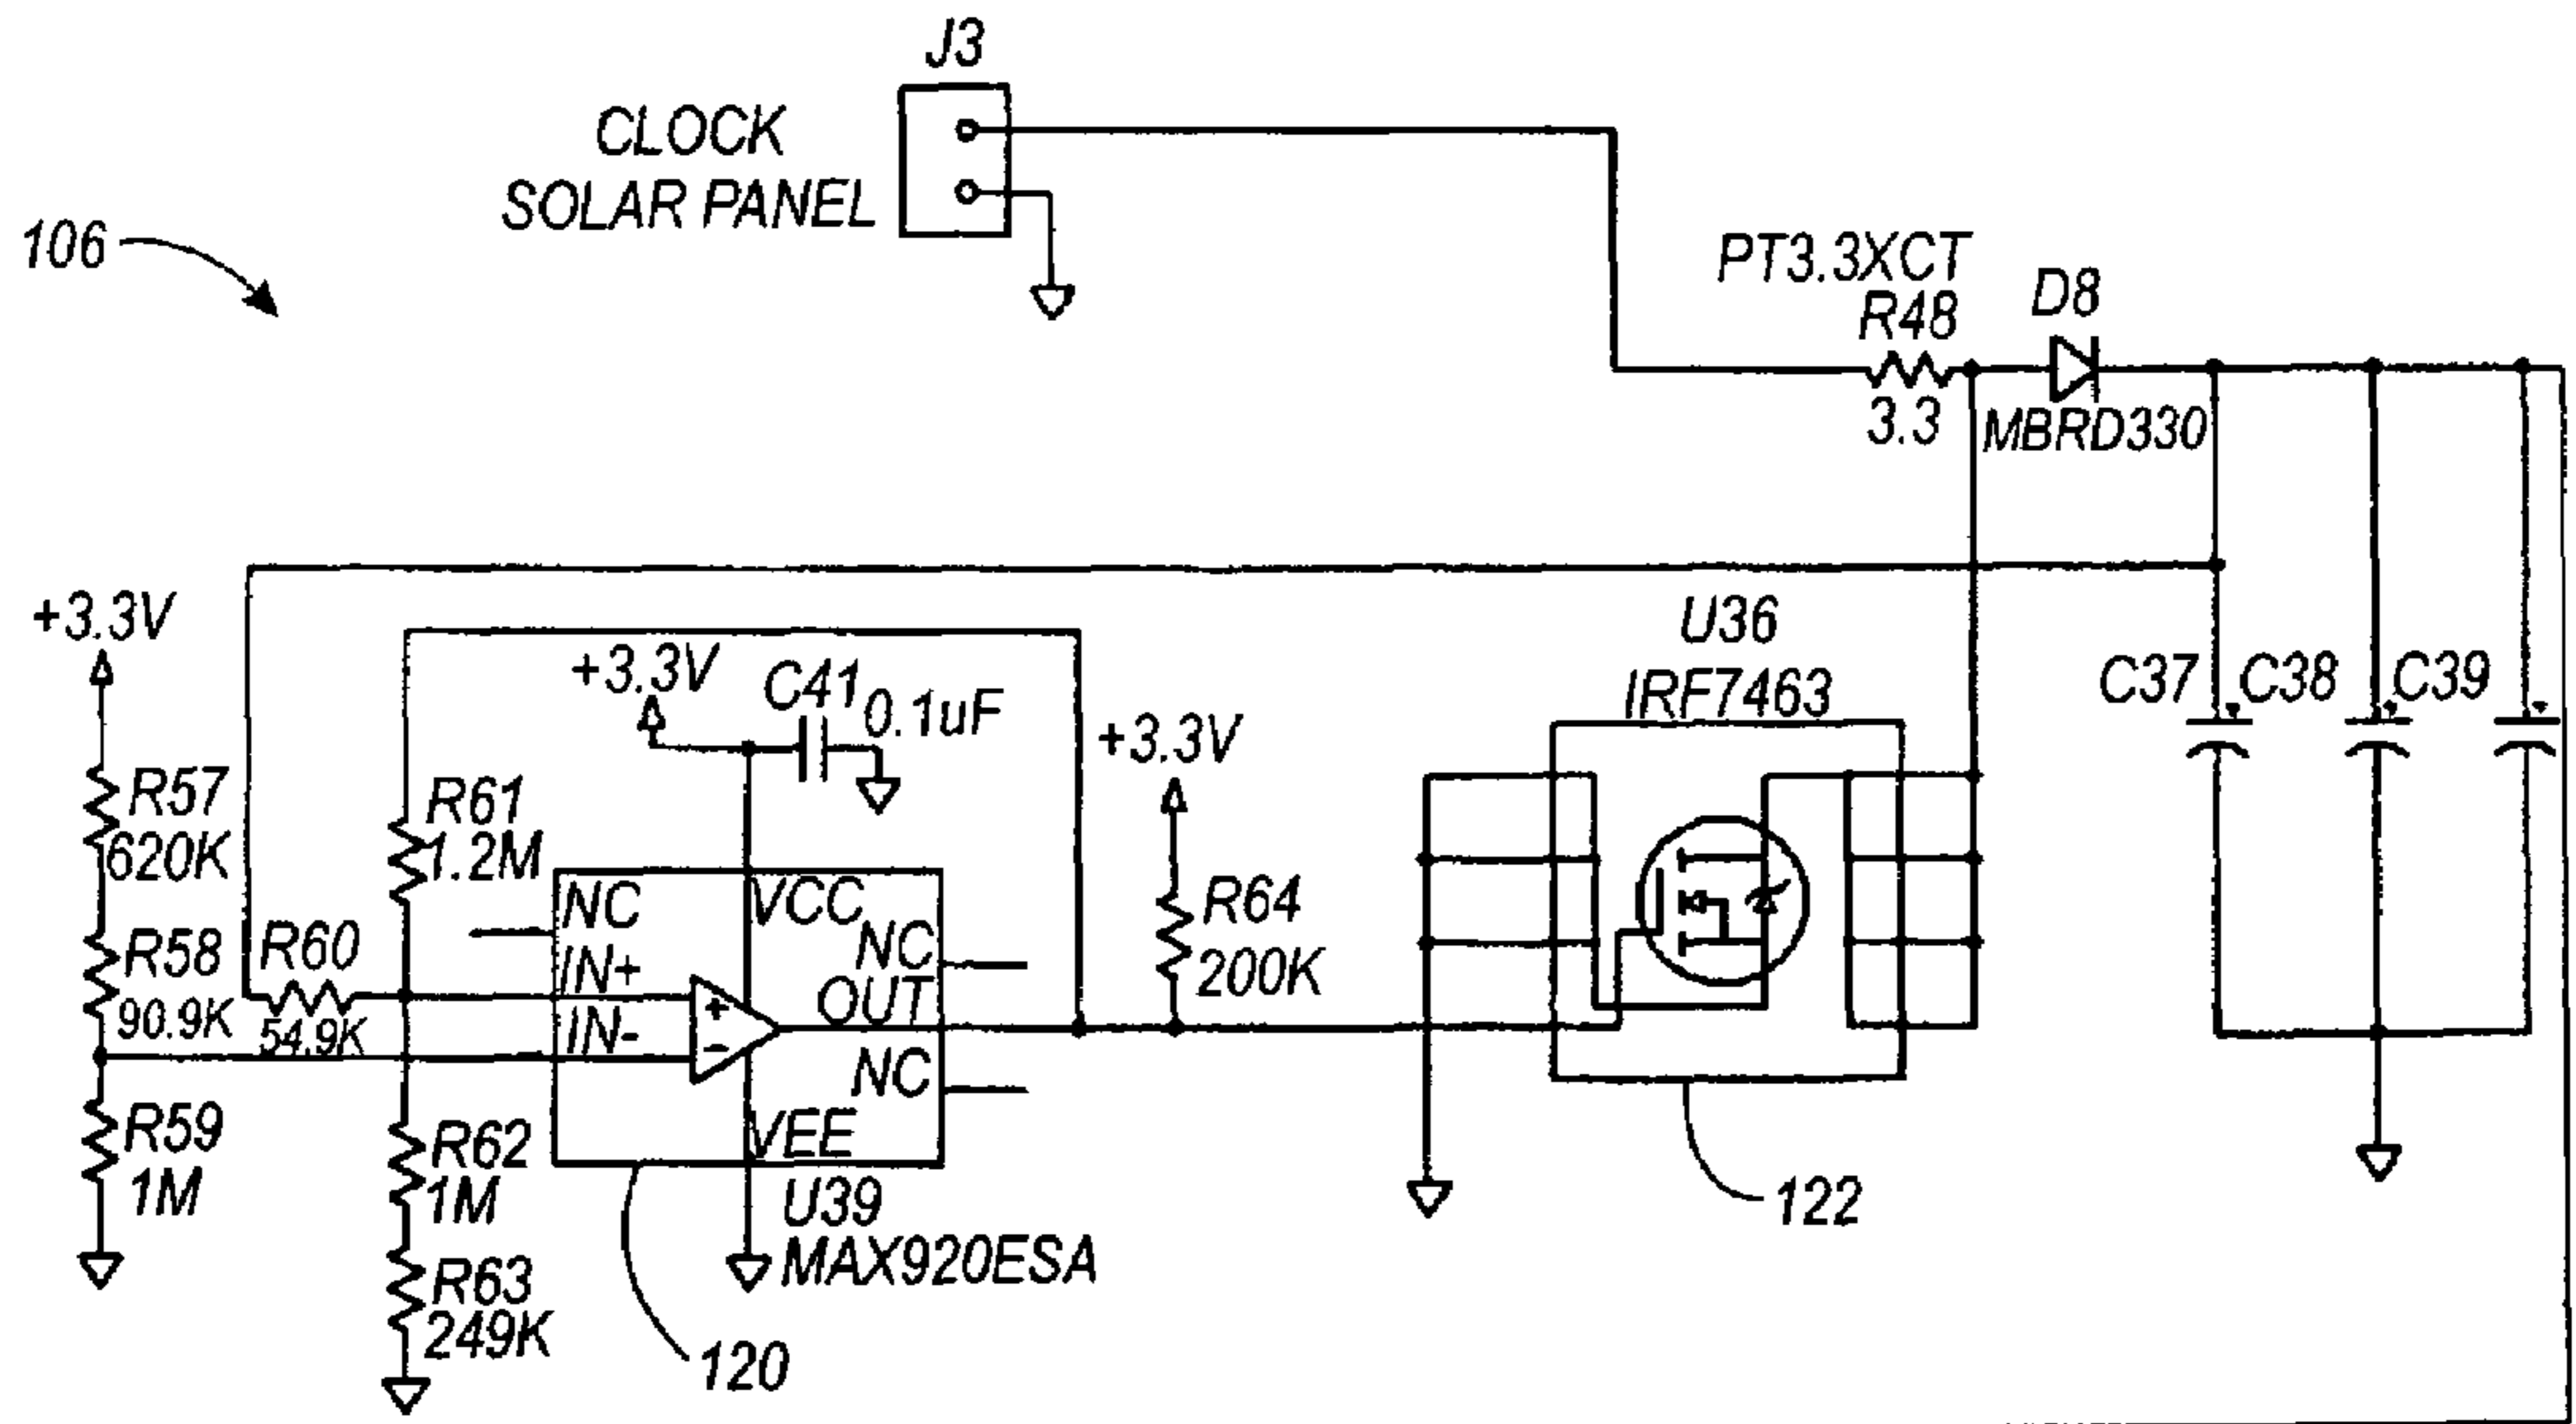 J3
CLOCK
SOLAR PANEL
106
PT3.3XCT
R48
3.3
D8
MBRD330
+3.3V
R57
620K
R58
90.9K
R59
1M
R60
54.9K
R61
1.2M
R62
1M
R63
249K
+3.3V
C41
0.1uF
NC
IN+
IN-
VCC
NC
OUT
NC
VEE
+
-
U39
MAX920ESA
120
+3.3V
R64
200K
U36
IRF7463
122
C37
C38
C39